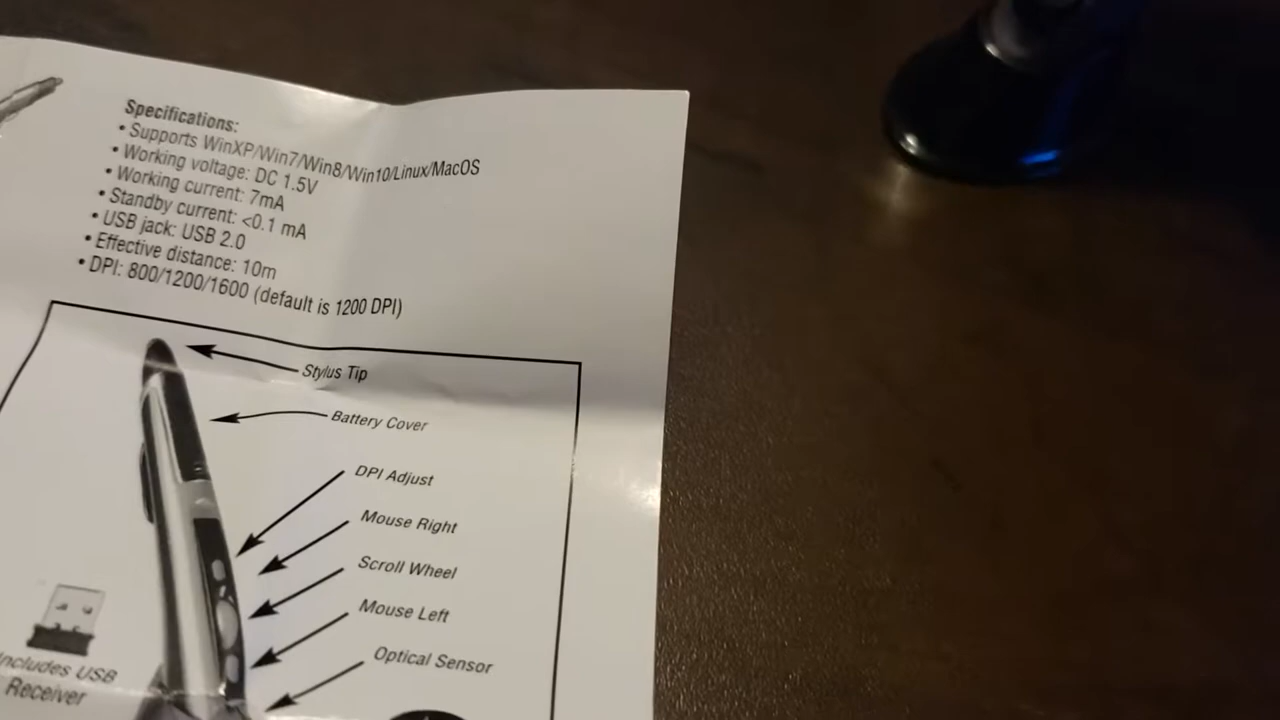 Specifications:
• Supports WinXP/Win7/Win8/Win10/Linux/MacOS
• Working voltage: DC 1.5V
• Working current: 7mA
• Standby current: <0.1 mA
• USB jack: USB 2.0
• Effective distance: 10m
• DPI: 800/1200/1600 (default is 1200 DPI)
Stylus Tip
Battery Cover
DPI Adjust
Mouse Right
Scroll Wheel
Mouse Left
Optical Sensor
Includes USB
Receiver